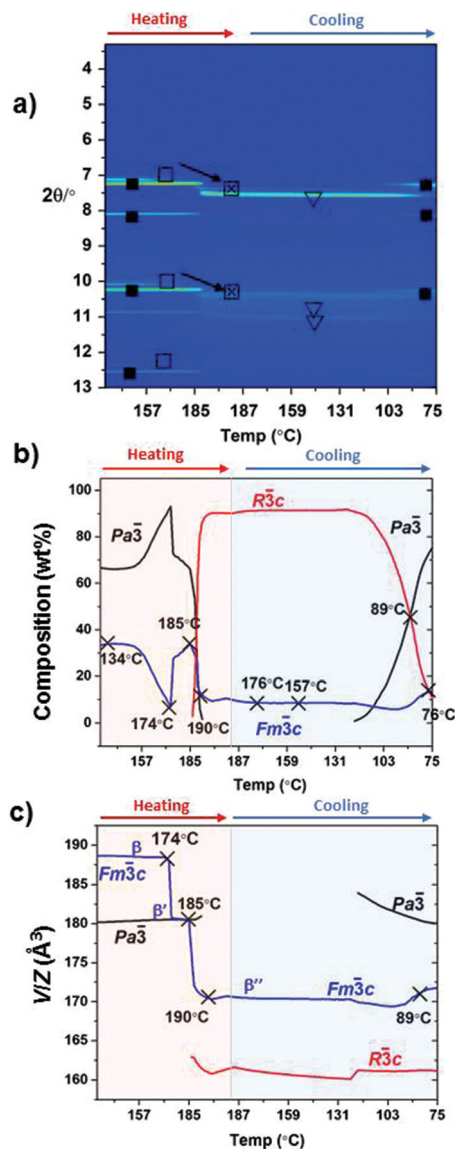 Heating Cooling
a)
4
5
6
7
2θ/°
8
9
10
11
12
13
157 185 187 159 131 103 75
Temp (°C)
b)
Heating Cooling
100
80
60
40
20
0
Composition (wt%)
Pa3̅
R3̅c
Pa3̅
185°C
89°C
134°C
174°C
190°C
176°C 157°C
Fm3̅c
76°C
157 185 187 159 131 103 75
Temp (°C)
c)
Heating Cooling
190
185
180
175
170
165
160
V/Z (Å³)
β
174°C
Fm3̅c
β'
185°C
Pa3̅
Pa3̅
190°C
β''
Fm3̅c
89°C
R3̅c
157 185 187 159 131 103 75
Temp (°C)